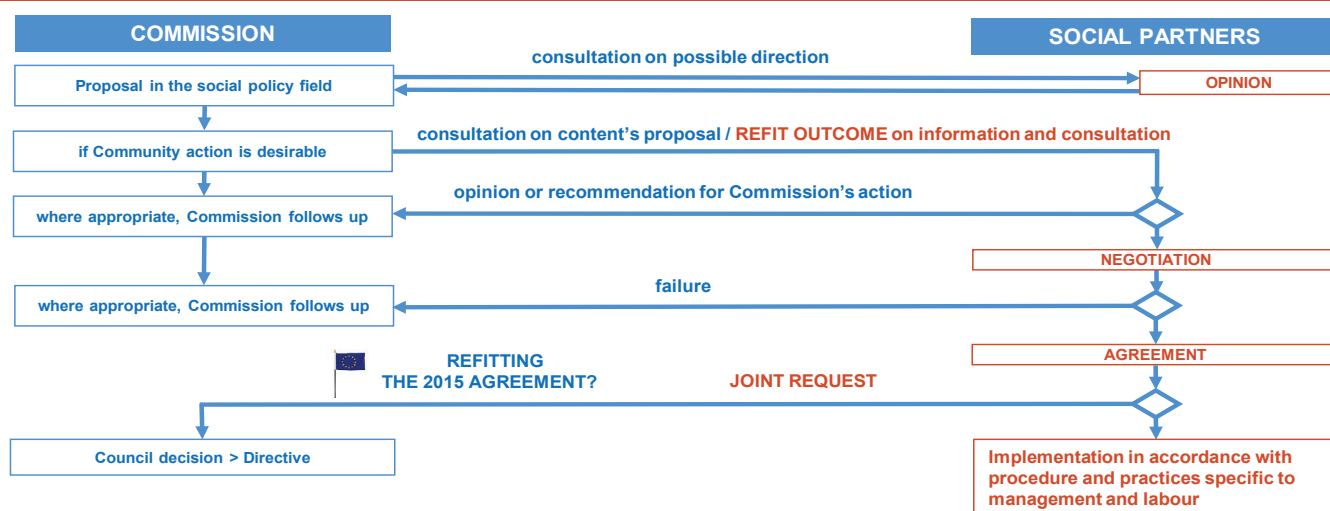 COMMISSION
SOCIAL PARTNERS
consultation on possible direction
Proposal in the social policy field
OPINION
consultation on content's proposal / REFIT OUTCOME on information and consultation
if Community action is desirable
opinion or recommendation for Commission's action
where appropriate, Commission follows up
NEGOTIATION
failure
where appropriate, Commission follows up
AGREEMENT
REFITTING
THE 2015 AGREEMENT?
JOINT REQUEST
Council decision > Directive
Implementation in accordance with
procedure and practices specific to
management and labour